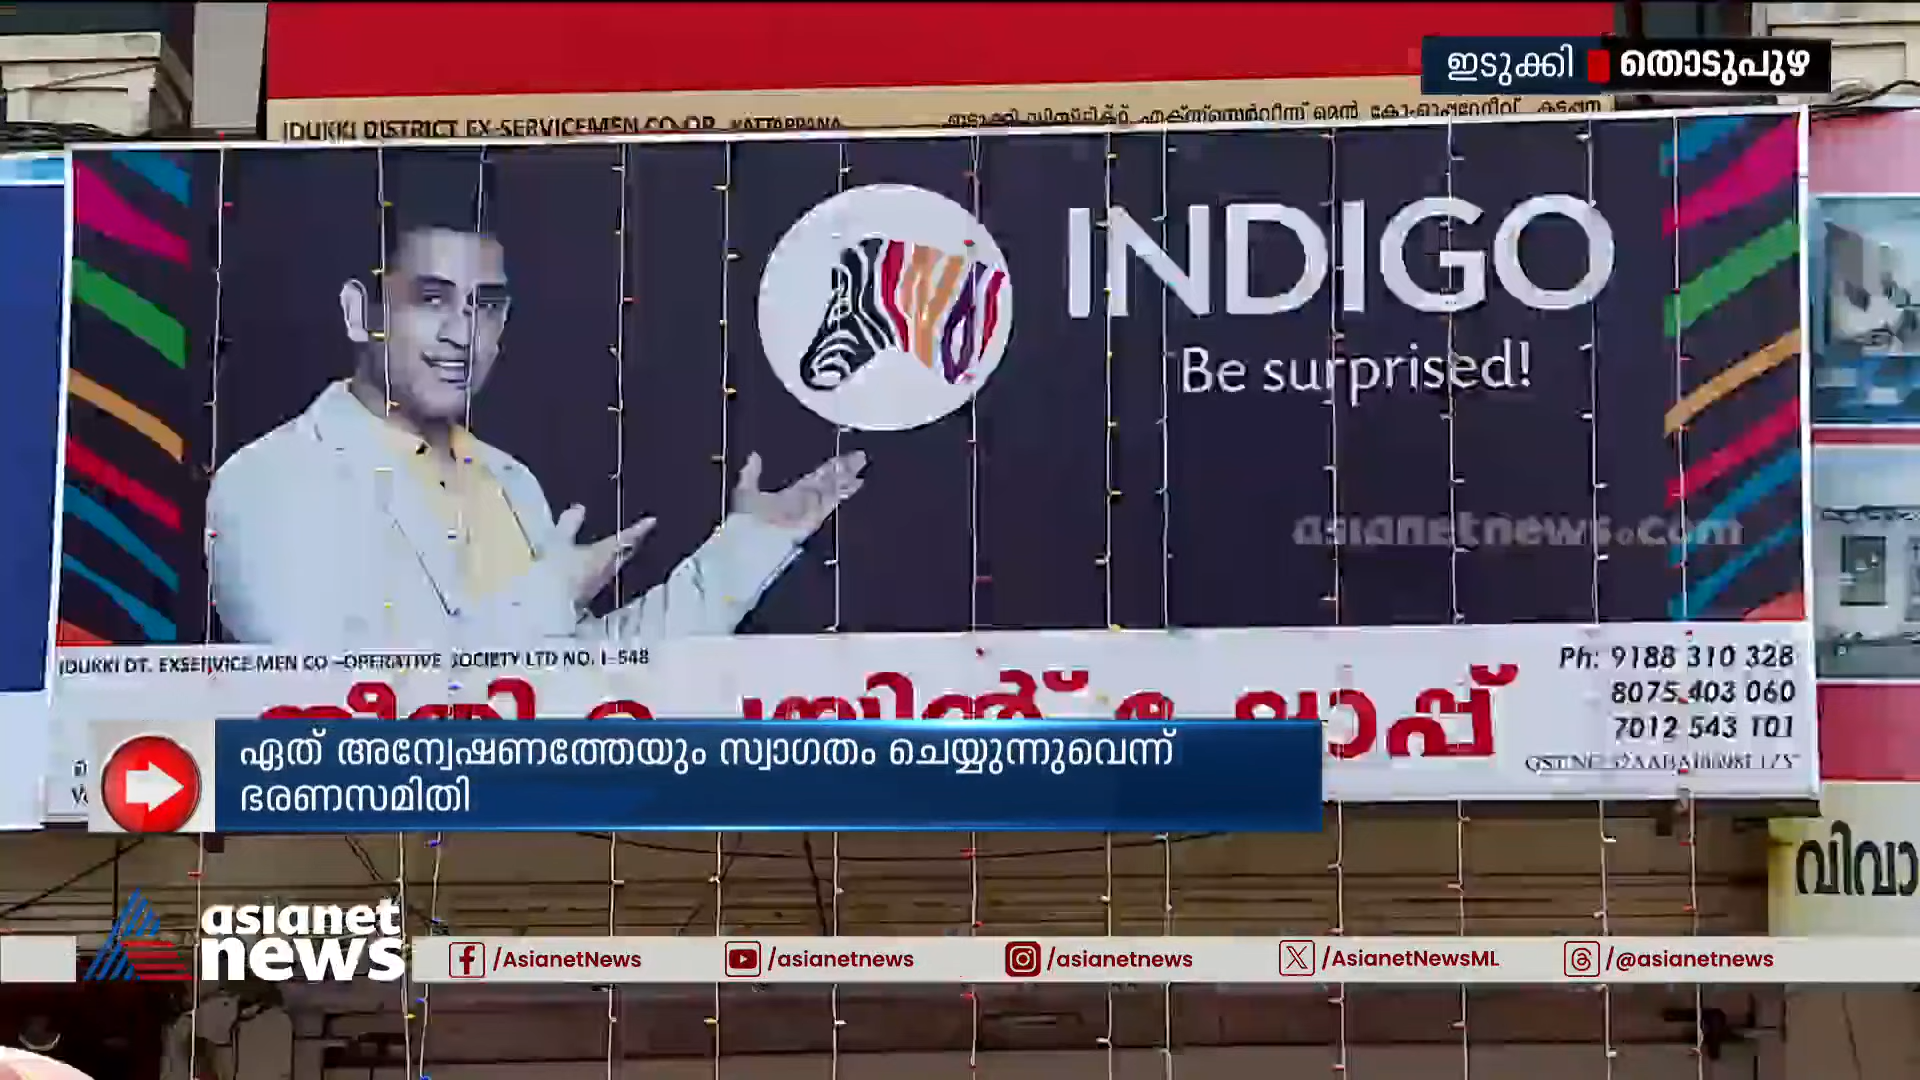 ഇടുക്കി തൊടുപുഴ
IDUKKI DISTRICT EX-SERVICEMEN CO-OP. KATTAPPANA
INDIGO
Be surprised!
asianetnews.com
IDUKKI DT. EXSERVICE MEN CO-OPERATIVE SOCIETY LTD NO. I-548
Ph: 9188 310 328
8075 403 060
7012 543 101
ഏത് അന്വേഷണത്തേയും സ്വാഗതം ചെയ്യുന്നുവെന്ന്
ഭരണസമിതി
വിവാ
asianet
news
/AsianetNews
/asianetnews
/asianetnews
/AsianetNewsML
/@asianetnews